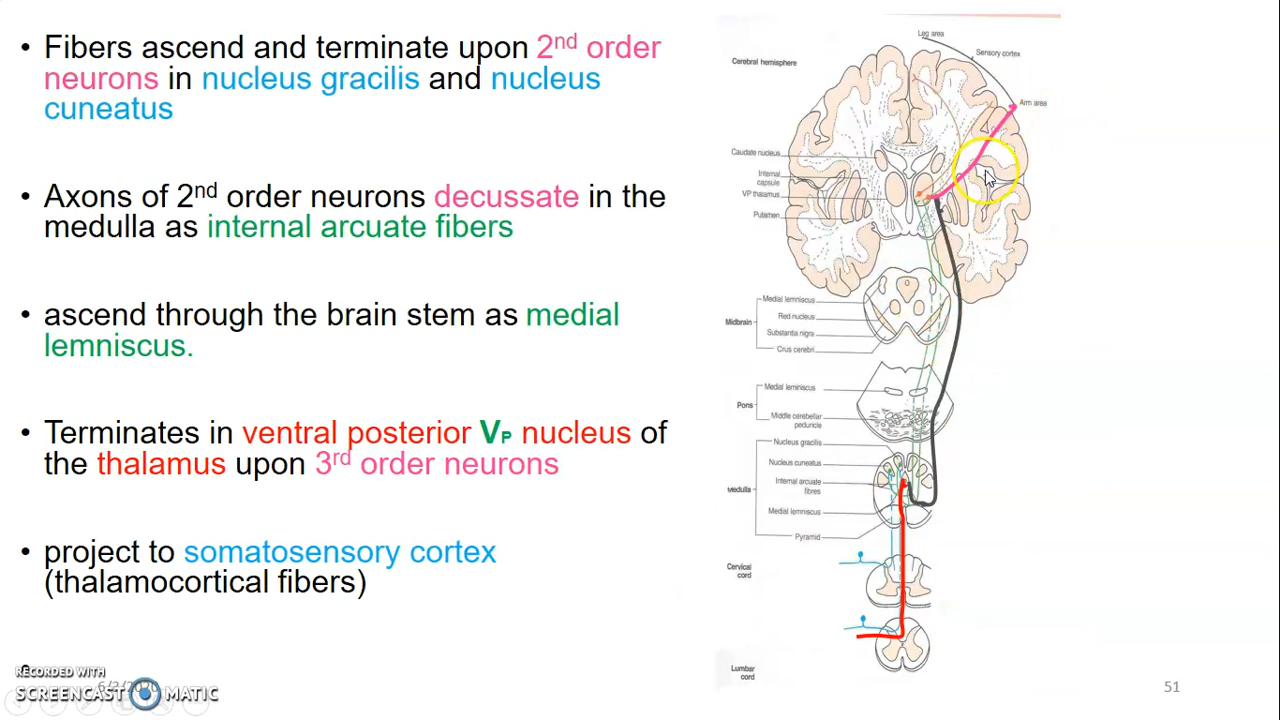 • Fibers ascend and terminate upon 2nd order
neurons in nucleus gracilis and nucleus
cuneatus
• Axons of 2nd order neurons decussate in the
medulla as internal arcuate fibers
• ascend through the brain stem as medial
lemniscus.
• Terminates in ventral posterior VP nucleus of
the thalamus upon 3rd order neurons
• project to somatosensory cortex
(thalamocortical fibers)
Leg area
Sensory cortex
Cerebral hemisphere
Arm area
Caudate nucleus
Internal
capsule
VP thalamus
Putamen
Medial lemniscus
Midbrain
Red nucleus
Substantia nigra
Crus cerebri
Medial lemniscus
Pons
Middle cerebellar
peduncle
Nucleus gracilis
Nucleus cuneatus
Internal arcuate
fibres
Medulla
Medial lemniscus
Pyramid
Cervical
cord
Lumbar
cord
RECORDED WITH
SCREENCAST MATIC
51